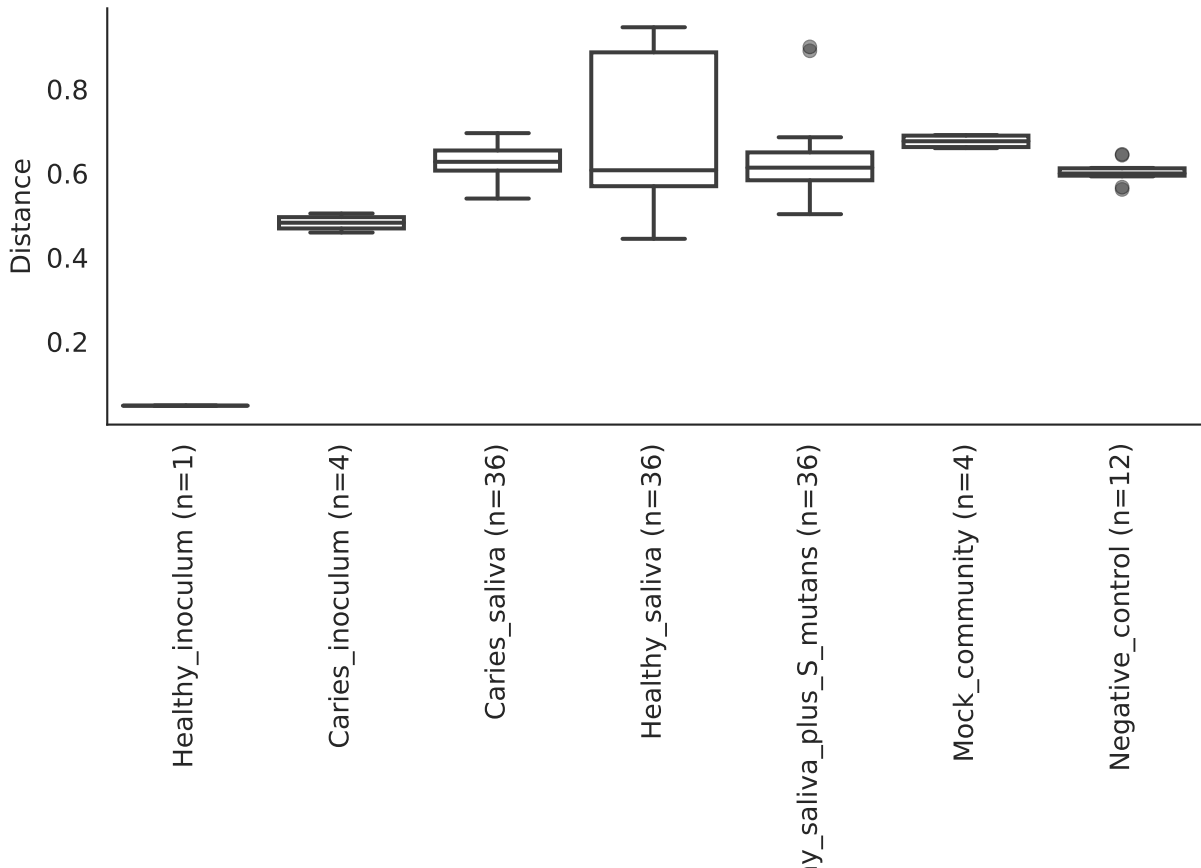 Distance
0.8
0.6
0.4
0.2
Healthy_inoculum (n=1)
Caries_inoculum (n=4)
Caries_saliva (n=36)
Healthy_saliva (n=36)
y_saliva_plus_S_mutans (n=36)
Mock_community (n=4)
Negative_control (n=12)